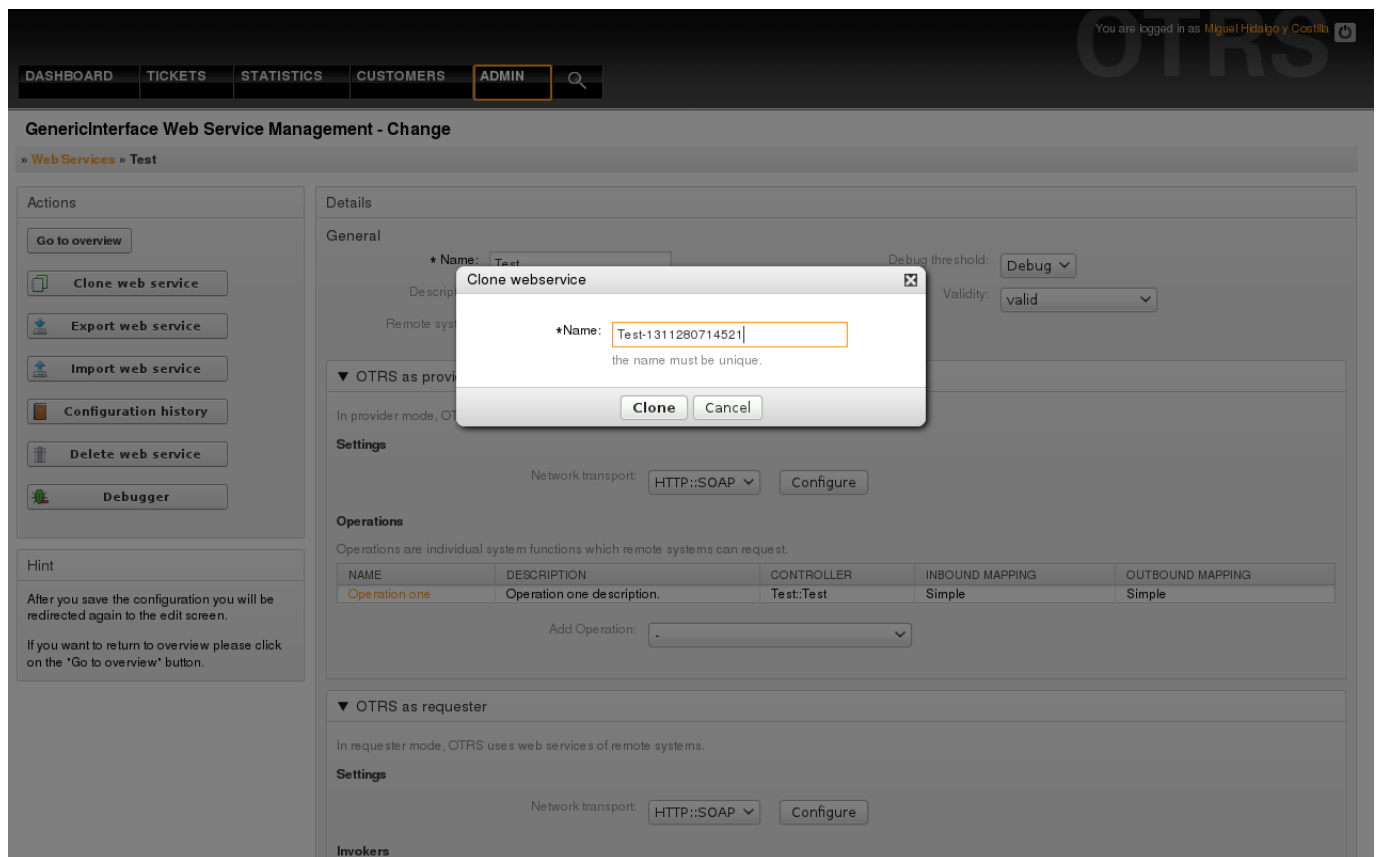 OTRS
You are logged in as Miguel Hidalgo y Costilla
DASHBOARD TICKETS STATISTICS CUSTOMERS ADMIN
GenericInterface Web Service Management - Change
» Web Services » Test
Actions
Go to overview
Clone web service
Export web service
Import web service
Configuration history
Delete web service
Debugger
Hint
After you save the configuration you will be
redirected again to the edit screen.
If you want to return to overview please click
on the "Go to overview" button.
Details
General
* Name: Test
Descrip
Remote syst
Debug threshold: Debug
Validity: valid
Clone webservice
*Name: Test-1311280714521
the name must be unique.
Clone Cancel
▼ OTRS as provi
In provider mode, OT
Settings
Network transport: HTTP::SOAP Configure
Operations
Operations are individual system functions which remote systems can request.
NAME DESCRIPTION CONTROLLER INBOUND MAPPING OUTBOUND MAPPING
Operation one Operation one description. Test::Test Simple Simple
Add Operation: -
▼ OTRS as requester
In requester mode, OTRS uses web services of remote systems.
Settings
Network transport: HTTP::SOAP Configure
Invokers